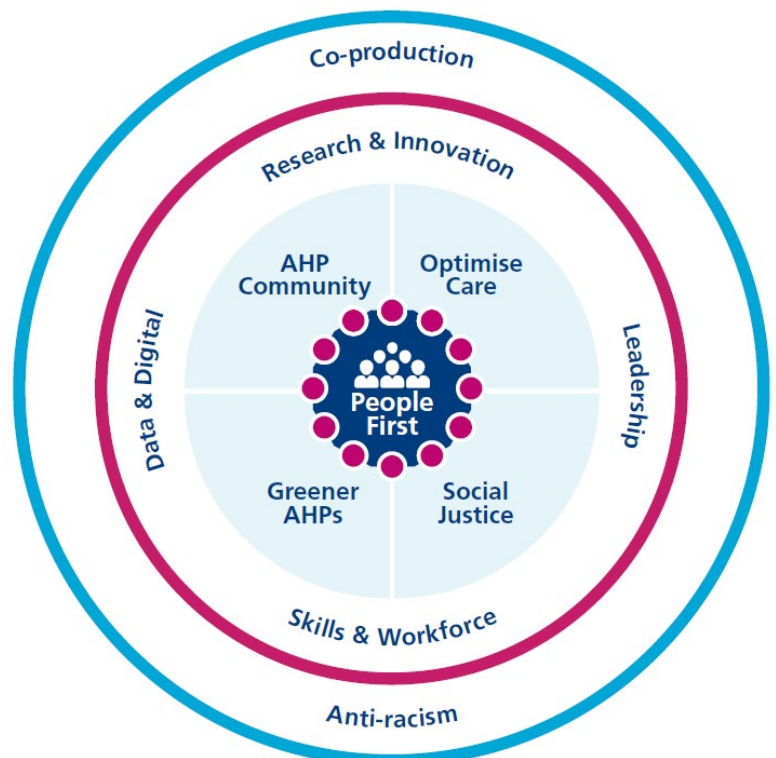 Co-production
Research & Innovation
AHP
Community
Optimise
Care
Data & Digital
Leadership
People
First
Greener
AHPs
Social
Justice
Skills & Workforce
Anti-racism